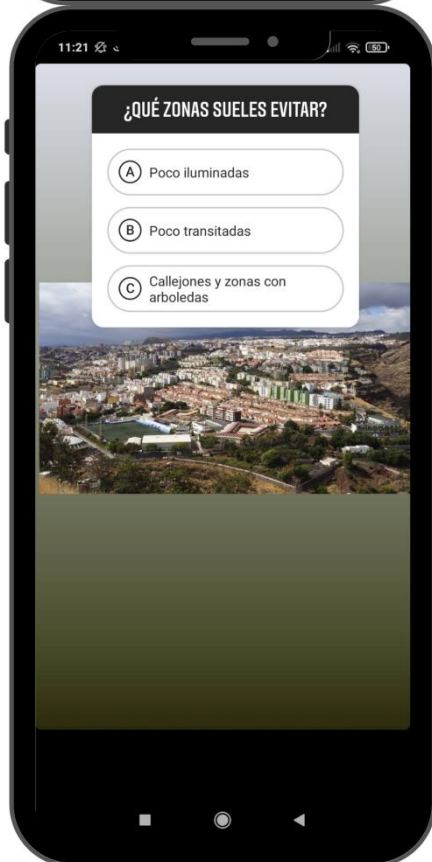 11:21
50
¿QUÉ ZONAS SUELES EVITAR?
A Poco iluminadas
B Poco transitadas
C Callejones y zonas con
arboledas